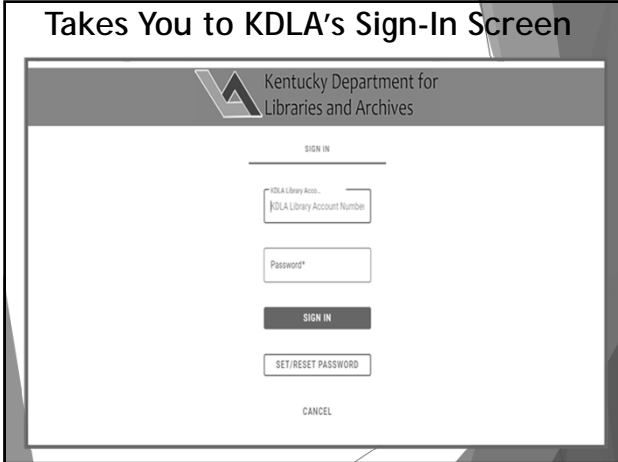 Takes You to KDLA's Sign-In Screen
Kentucky Department for
Libraries and Archives
SIGN IN
KDLA Library Acco...
KDLA Library Account Number
Password*
SIGN IN
SET/RESET PASSWORD
CANCEL